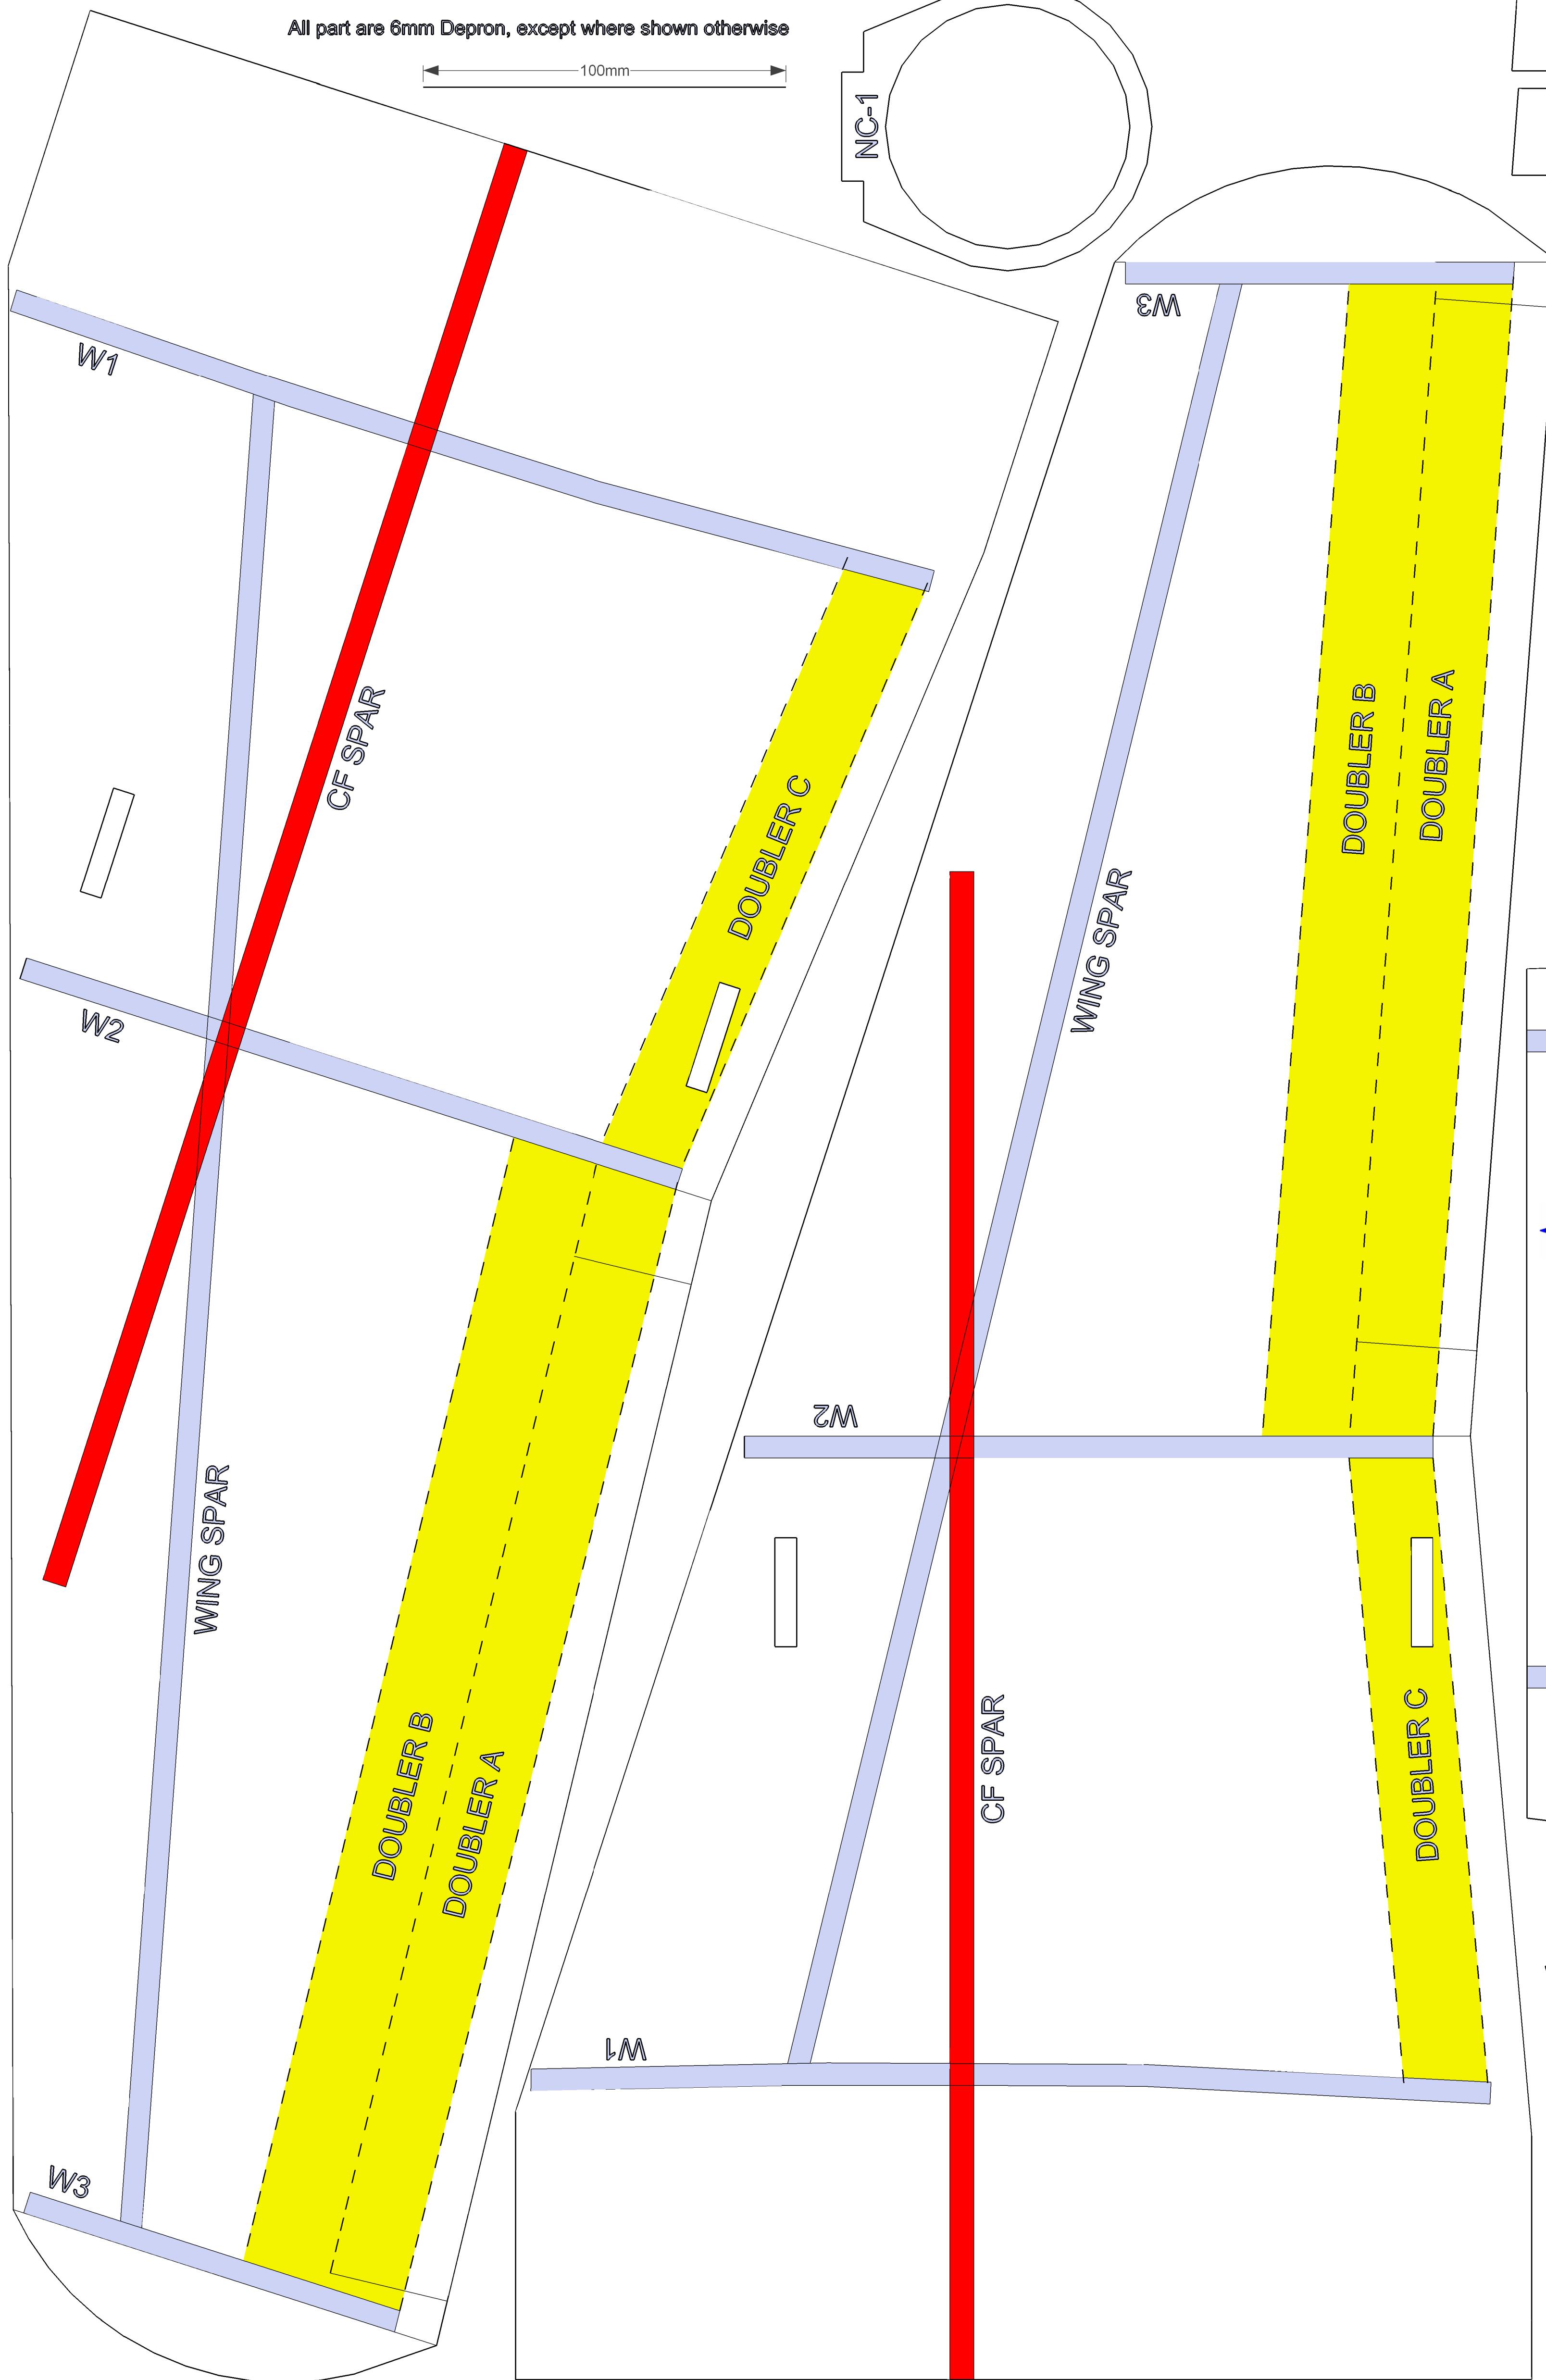 All part are 6mm Depron, except where shown otherwise
100mm
NC-1
W3
W1
DOUBLER B
DOUBLER A
CF SPAR
DOUBLER C
WING SPAR
W2
W2
WING SPAR
CF SPAR
DOUBLER C
DOUBLER B
DOUBLER A
W1
W3